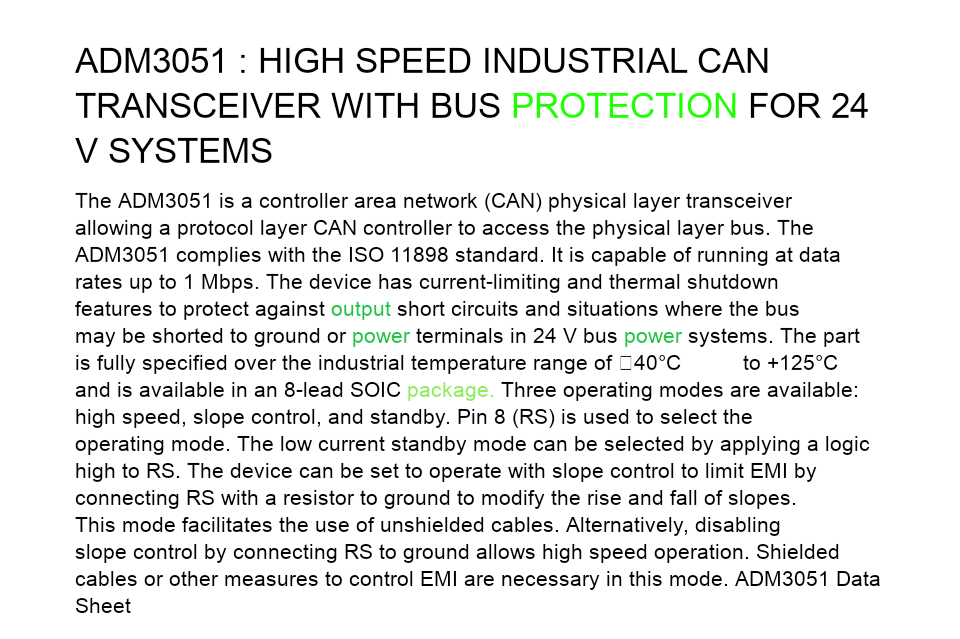 ADM3051 : HIGH SPEED INDUSTRIAL CAN
TRANSCEIVER WITH BUS PROTECTION FOR 24
V SYSTEMS
The ADM3051 is a controller area network (CAN) physical layer transceiver
allowing a protocol layer CAN controller to access the physical layer bus. The
ADM3051 complies with the ISO 11898 standard. It is capable of running at data
rates up to 1 Mbps. The device has current-limiting and thermal shutdown
features to protect against output short circuits and situations where the bus
may be shorted to ground or power terminals in 24 V bus power systems. The part
is fully specified over the industrial temperature range of □40°C to +125°C
and is available in an 8-lead SOIC package. Three operating modes are available:
high speed, slope control, and standby. Pin 8 (RS) is used to select the
operating mode. The low current standby mode can be selected by applying a logic
high to RS. The device can be set to operate with slope control to limit EMI by
connecting RS with a resistor to ground to modify the rise and fall of slopes.
This mode facilitates the use of unshielded cables. Alternatively, disabling
slope control by connecting RS to ground allows high speed operation. Shielded
cables or other measures to control EMI are necessary in this mode. ADM3051 Data
Sheet